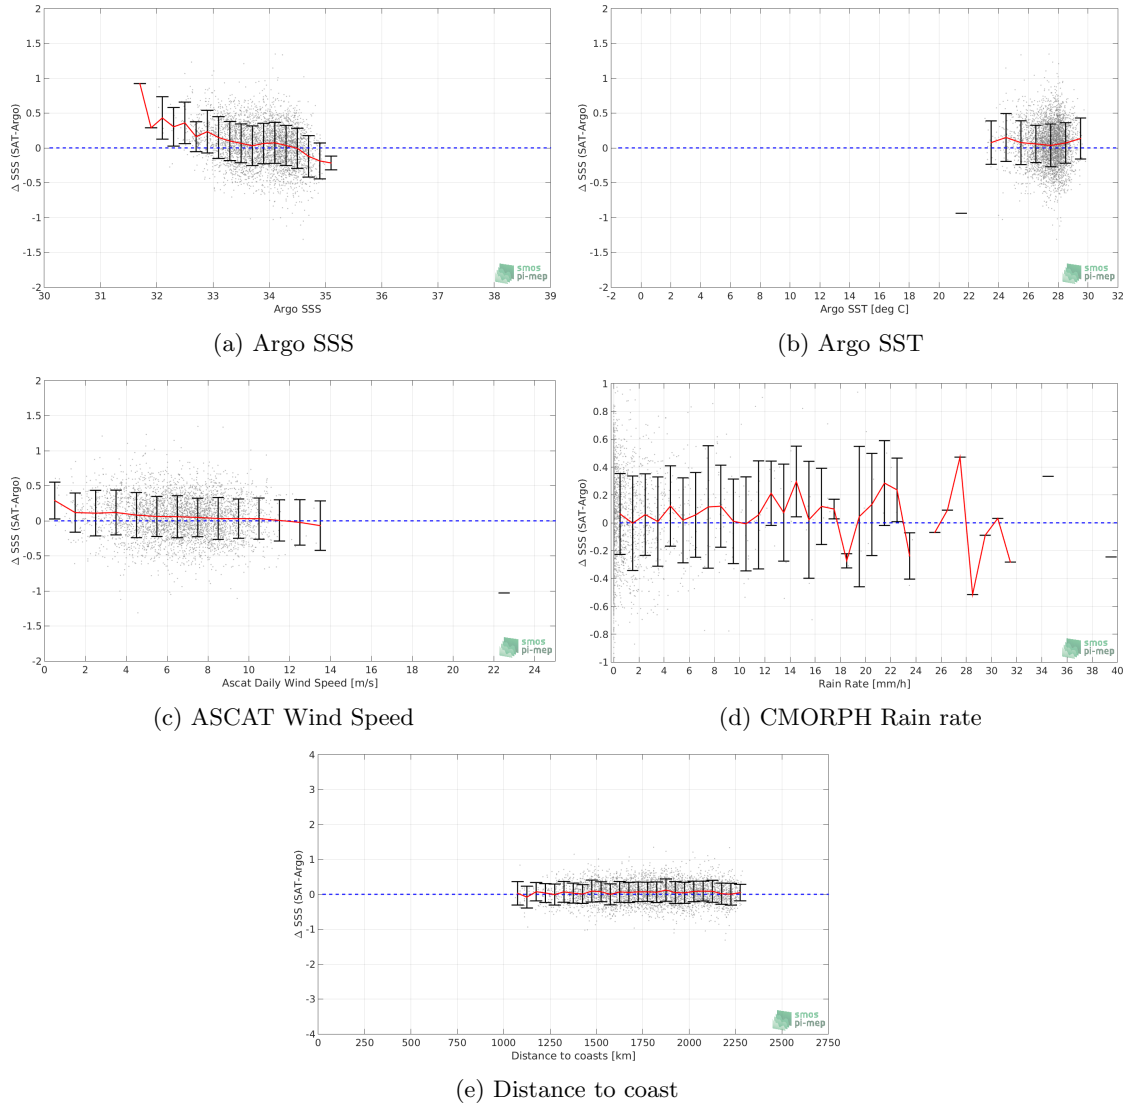 2
1.5
1
0.5
0
-0.5
-1
-1.5
-2
Δ SSS (SAT-Argo)
30 31 32 33 34 35 36 37 38 39
Argo SSS
smos
pi-mep
(a) Argo SSS
2
1.5
1
0.5
0
-0.5
-1
-1.5
-2
Δ SSS (SAT-Argo)
-2 0 2 4 6 8 10 12 14 16 18 20 22 24 26 28 30 32
Argo SST [deg C]
smos
pi-mep
(b) Argo SST
2
1.5
1
0.5
0
-0.5
-1
-1.5
-2
Δ SSS (SAT-Argo)
0 2 4 6 8 10 12 14 16 18 20 22 24
Ascat Daily Wind Speed [m/s]
smos
pi-mep
(c) ASCAT Wind Speed
1
0.8
0.6
0.4
0.2
0
-0.2
-0.4
-0.6
-0.8
-1
Δ SSS (SAT-Argo)
0 2 4 6 8 10 12 14 16 18 20 22 24 26 28 30 32 34 36 38 40
Rain Rate [mm/h]
smos
pi-mep
(d) CMORPH Rain rate
4
3
2
1
0
-1
-2
-3
-4
Δ SSS (SAT-Argo)
0 250 500 750 1000 1250 1500 1750 2000 2250 2500 2750
Distance to coasts [km]
smos
pi-mep
(e) Distance to coast